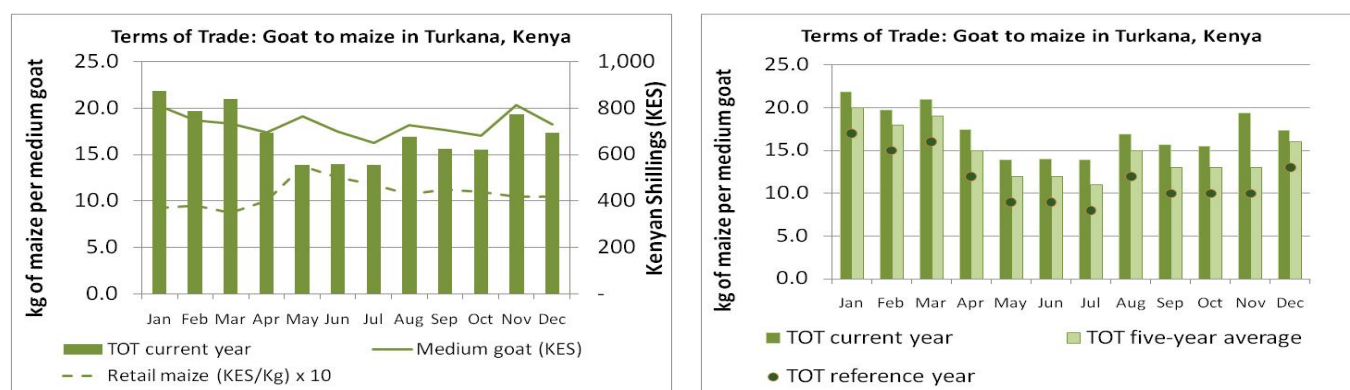 Terms of Trade: Goat to maize in Turkana, Kenya
kg of maize per medium goat
25.0
20.0
15.0
10.0
5.0
0.0
1,000
800
600
400
200
-
Kenyan Shillings (KES)
Jan Feb Mar Apr May Jun Jul Aug Sep Oct Nov Dec
TOT current year
Medium goat (KES)
Retail maize (KES/Kg) x 10
Terms of Trade: Goat to maize in Turkana, Kenya
kg of maize per medium goat
25.0
20.0
15.0
10.0
5.0
0.0
Jan Feb Mar Apr May Jun Jul Aug Sep Oct Nov Dec
TOT current year
TOT five-year average
TOT reference year